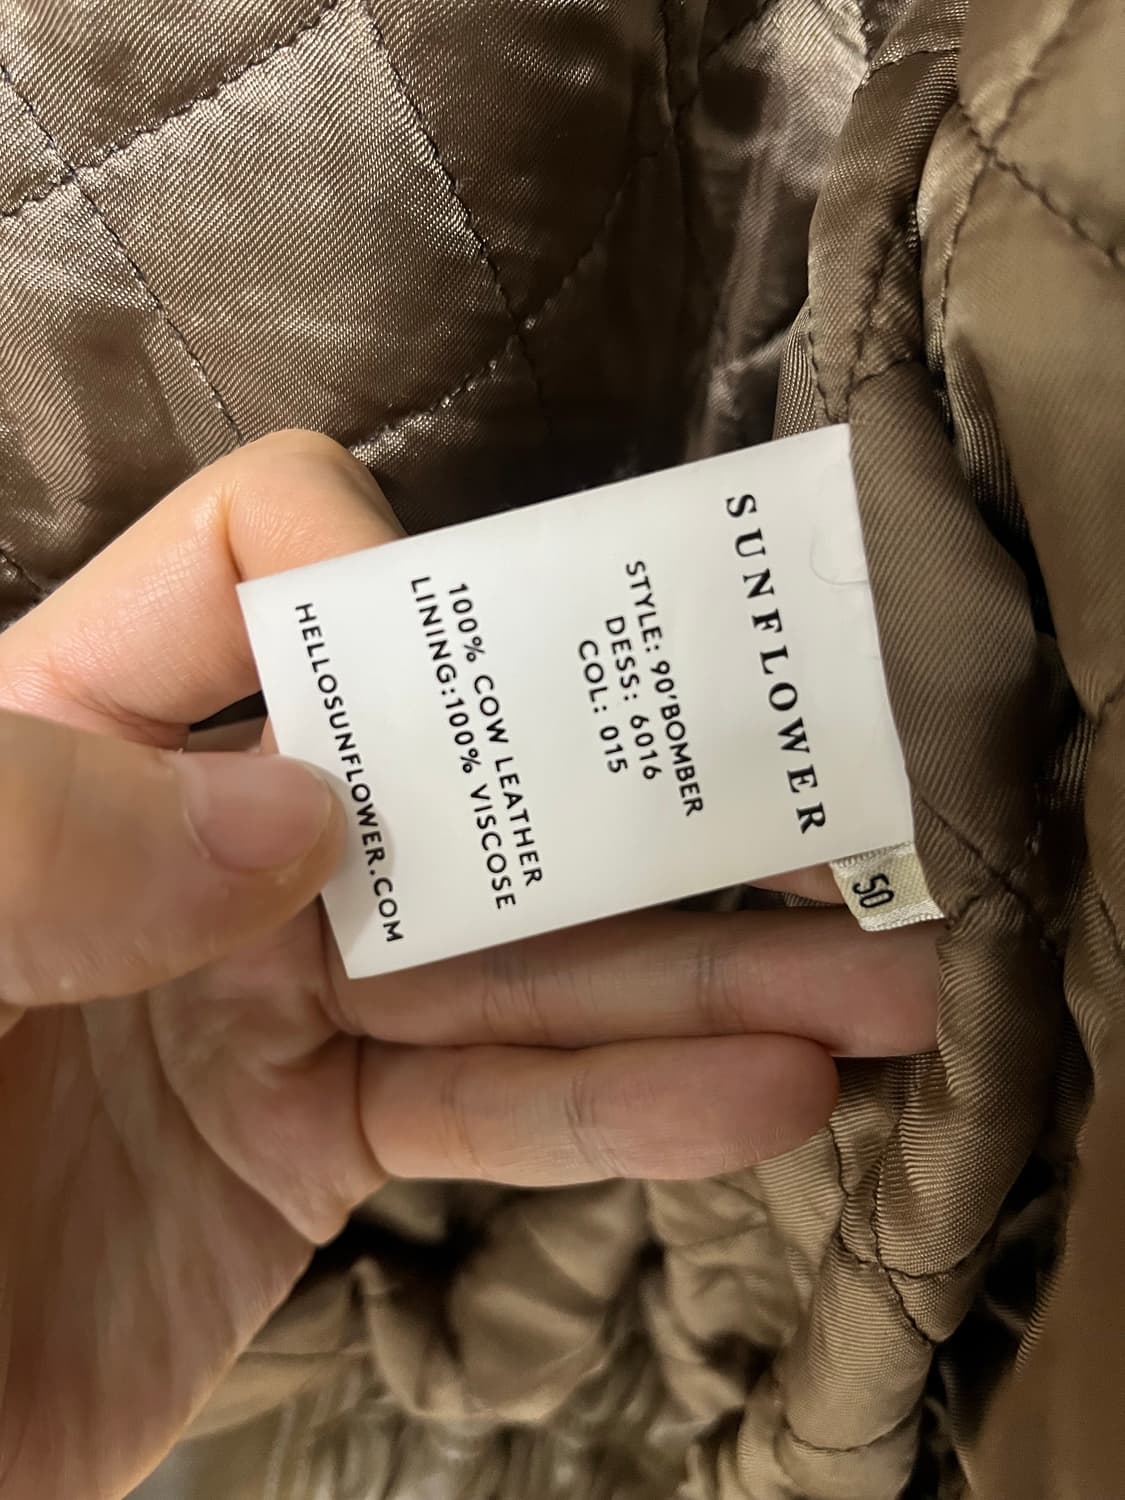 SUNFLOWER
STYLE: 90'BOMBER
DESS: 6016
COL: 015
100% COW LEATHER
LINING:100% VISCOSE
HELLOSUNFLOWER.COM
50